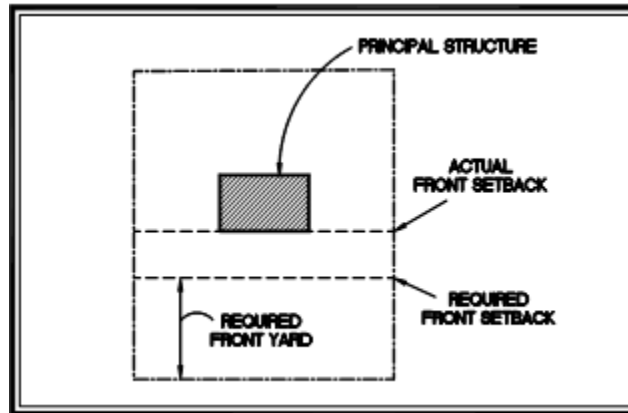 PRINCIPAL STRUCTURE
ACTUAL
FRONT SETBACK
REQUIRED
FRONT SETBACK
REQUIRED
FRONT YARD